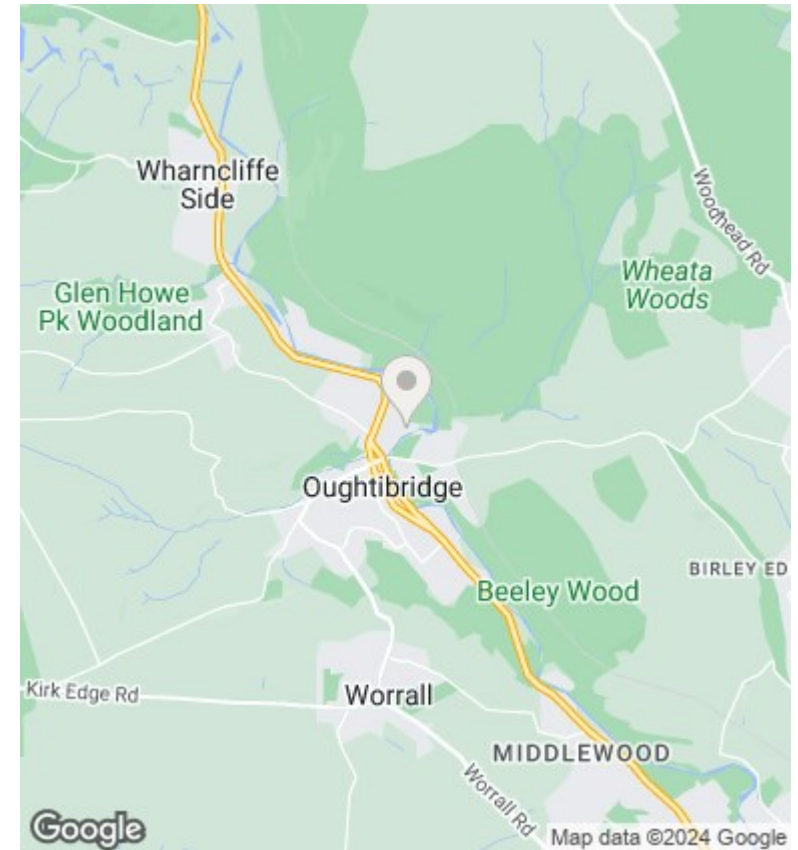 Wharncliffe
Side
Woodhead Rd
Wheata
Woods
Glen Howe
Pk Woodland
Oughtibridge
BIRLEY ED
Beeley Wood
Kirk Edge Rd
Worrall
MIDDLEWOOD
Worrall Rd
Google
Map data ©2024 Google